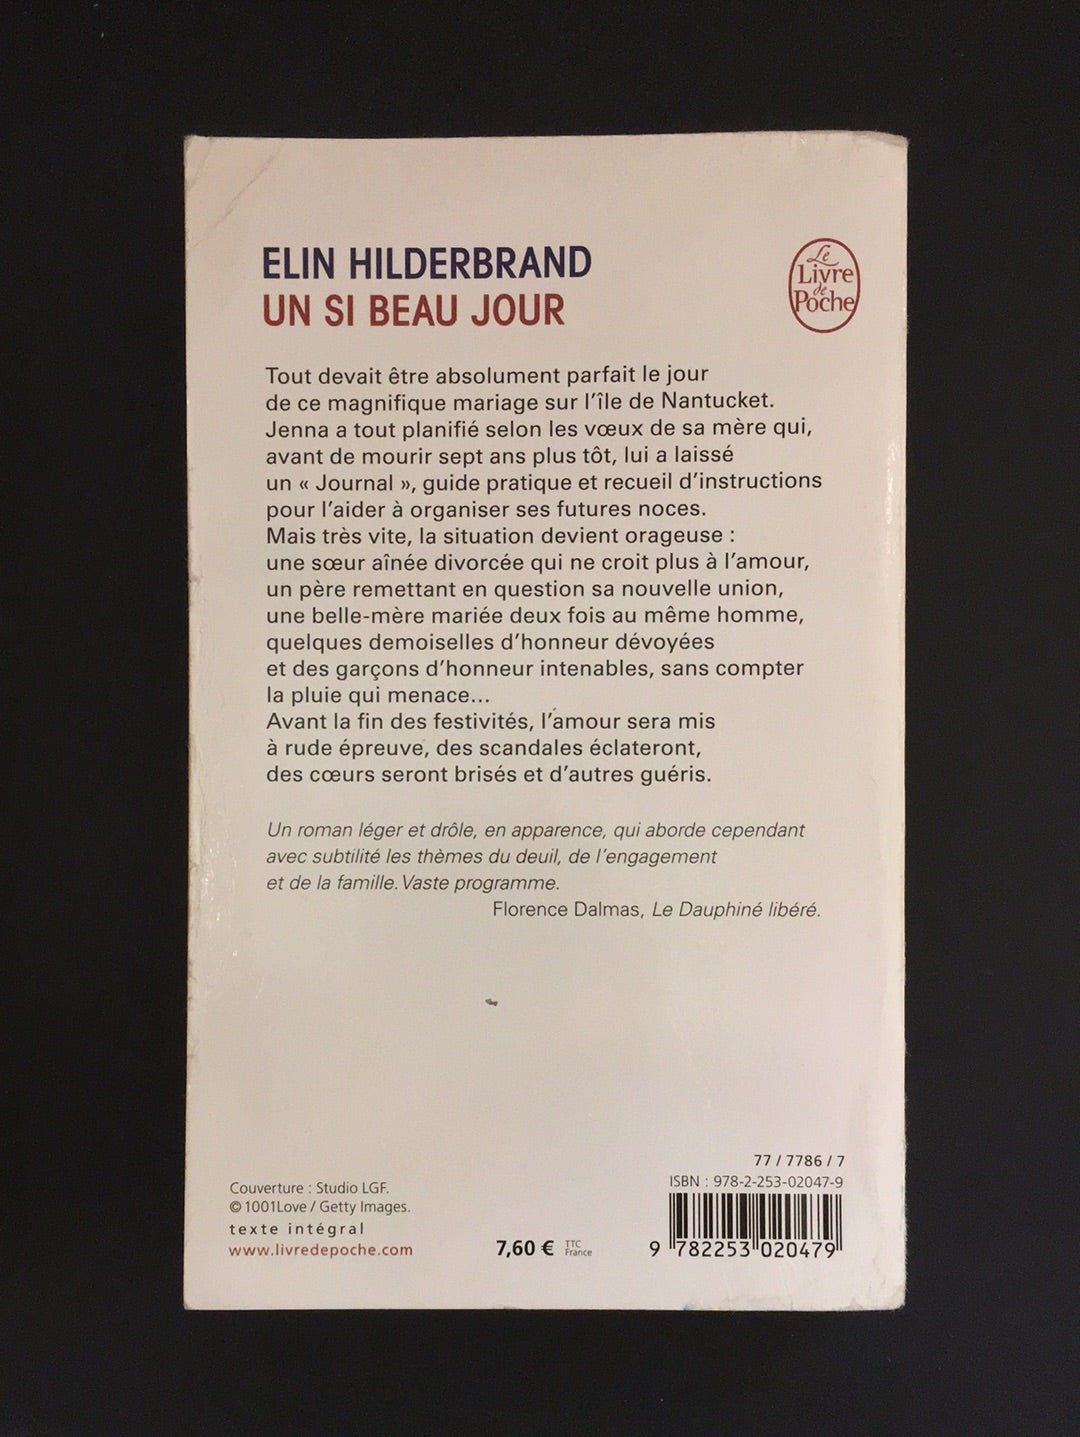 ELIN HILDERBRAND
UN SI BEAU JOUR
Le
Livre
de
Poche
Tout devait être absolument parfait le jour
de ce magnifique mariage sur l'île de Nantucket.
Jenna a tout planifié selon les vœux de sa mère qui,
avant de mourir sept ans plus tôt, lui a laissé
un « Journal », guide pratique et recueil d'instructions
pour l'aider à organiser ses futures noces.
Mais très vite, la situation devient orageuse :
une sœur aînée divorcée qui ne croit plus à l'amour,
un père remettant en question sa nouvelle union,
une belle-mère mariée deux fois au même homme,
quelques demoiselles d'honneur dévoyées
et des garçons d'honneur intenables, sans compter
la pluie qui menace...
Avant la fin des festivités, l'amour sera mis
à rude épreuve, des scandales éclateront,
des cœurs seront brisés et d'autres guéris.
Un roman léger et drôle, en apparence, qui aborde cependant
avec subtilité les thèmes du deuil, de l'engagement
et de la famille. Vaste programme.
Florence Dalmas, Le Dauphiné libéré.
77 / 7786 / 7
ISBN : 978-2-253-02047-9
Couverture : Studio LGF.
© 1001Love / Getty Images.
texte intégral
www.livredepoche.com
7,60 € TTC
France
9 782253 020479